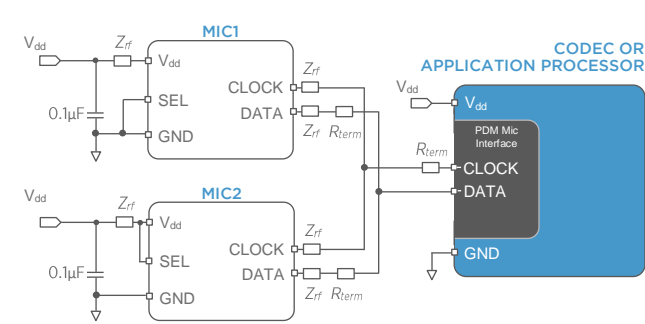 MIC1
Vdd
Zrf
Vdd
Zrf
CLOCK
SEL
0.1µF
DATA
GND
Zrf Rterm
CODEC OR
APPLICATION PROCESSOR
Vdd
Vdd
PDM Mic
Interface
Rterm
CLOCK
DATA
GND
MIC2
Vdd
Zrf
Vdd
Zrf
CLOCK
SEL
0.1µF
DATA
GND
Zrf Rterm